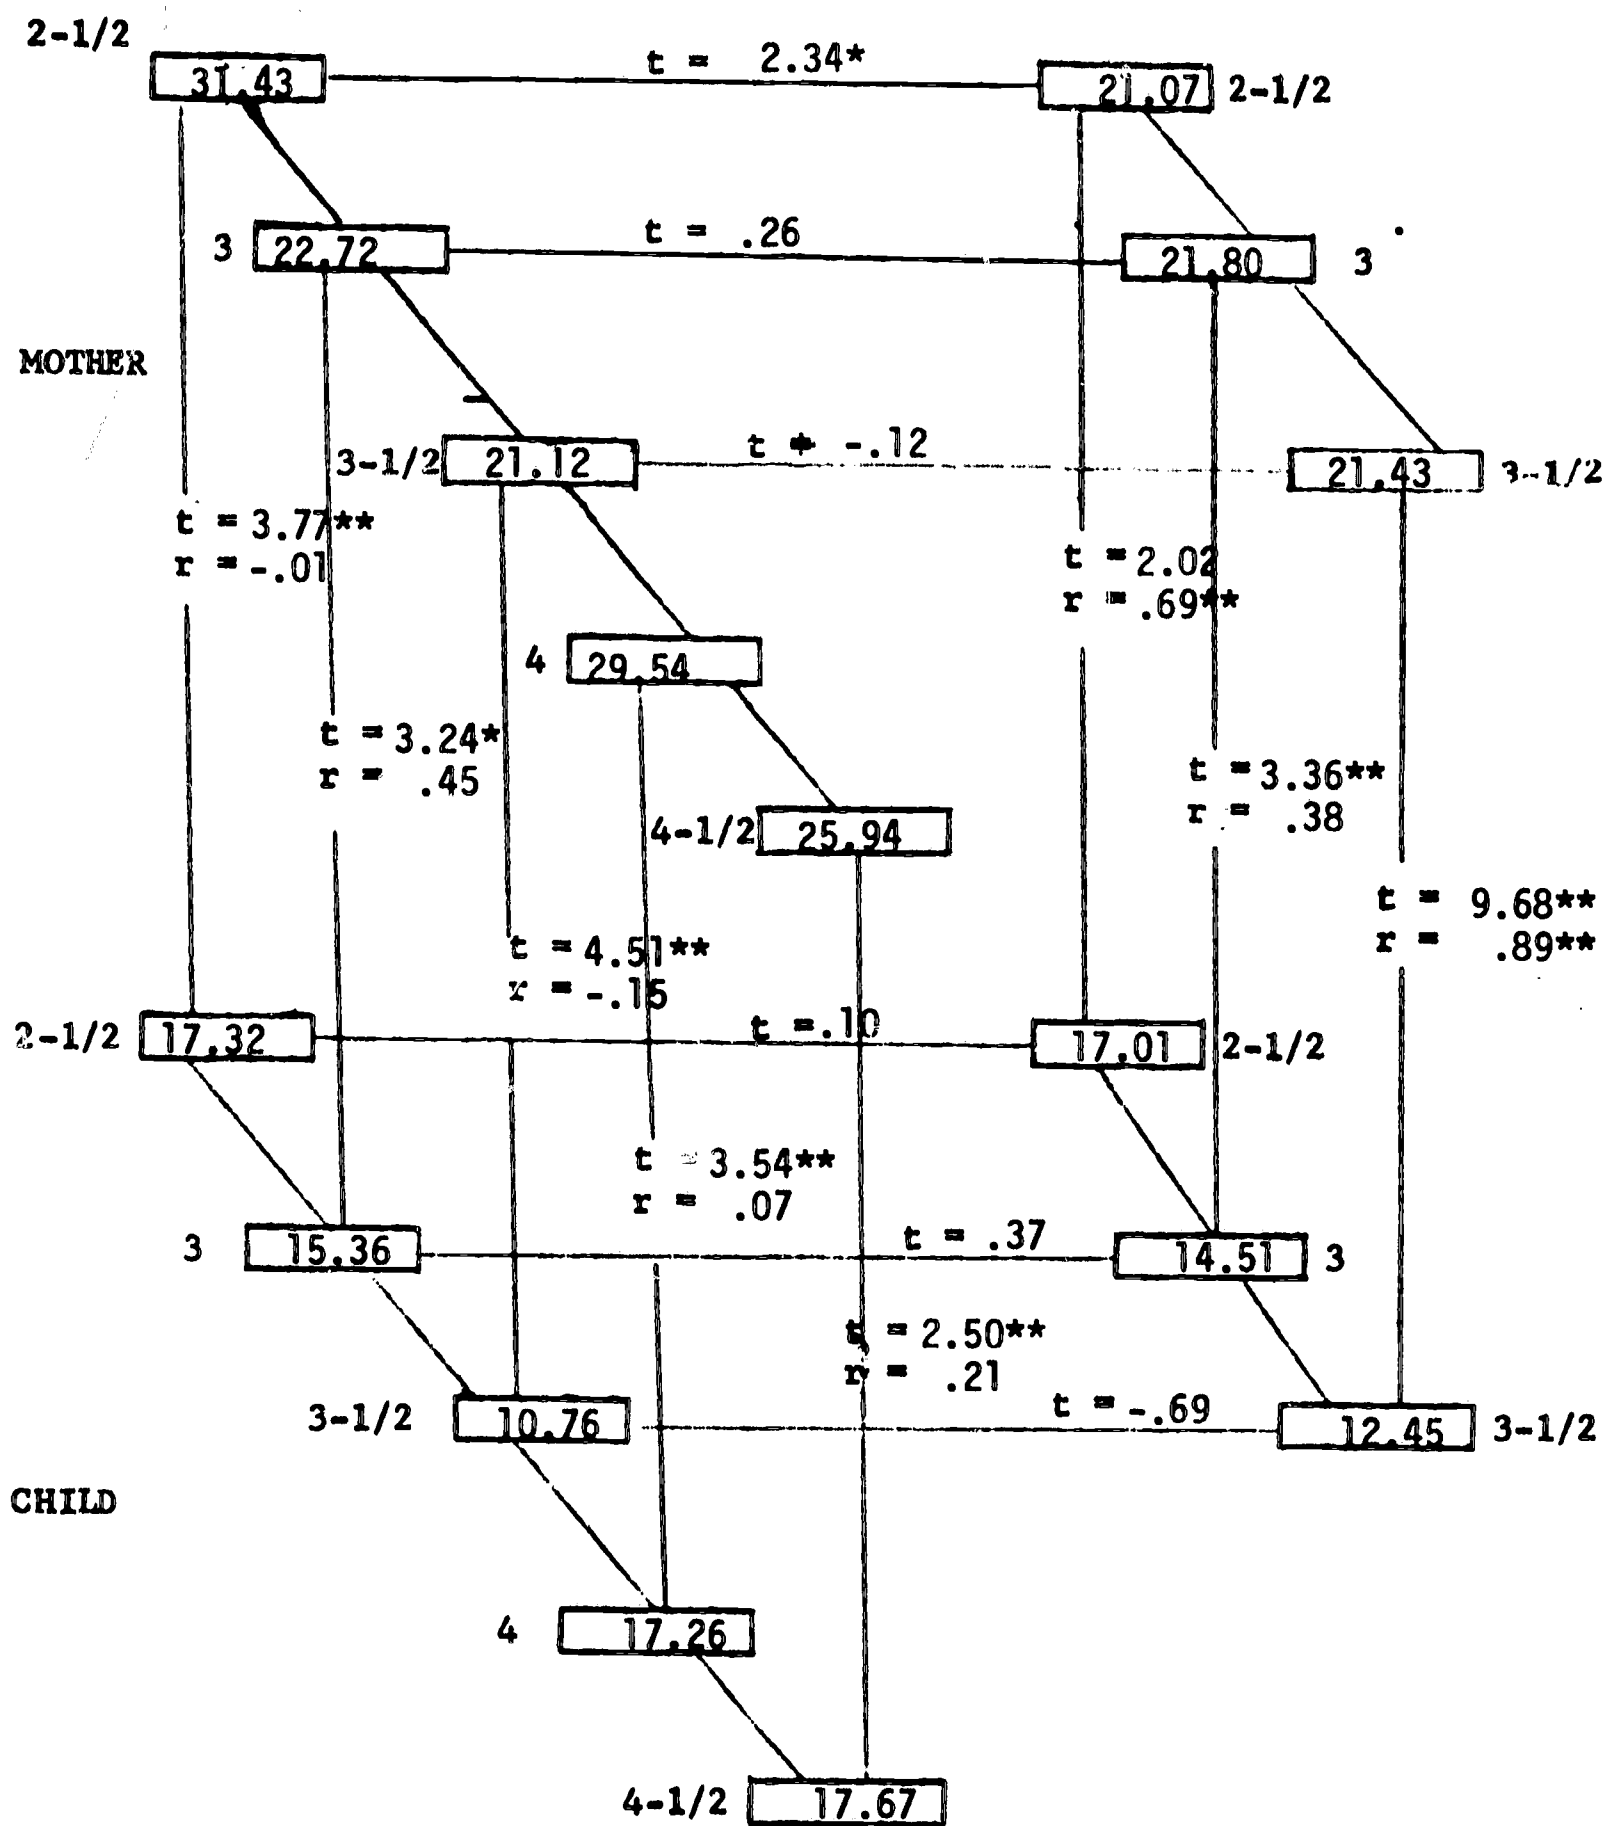 2-1/2
31.43
t = 2.34*
21.07
2-1/2
3
22.72
t = .26
21.80
3
MOTHER
3-1/2
21.12
t = -.12
21.43
3-1/2
t = 3.77**
r = -.01
t = 2.02
r = .69**
4
29.54
t = 3.24*
r = .45
t = 3.36**
r = .38
4-1/2
25.94
t = 9.68**
r = .89**
t = 4.51**
r = -.15
2-1/2
17.32
t = .10
17.01
2-1/2
t = 3.54**
r = .07
3
15.36
t = .37
14.51
3
t = 2.50**
r = .21
3-1/2
10.76
t = -.69
12.45
3-1/2
CHILD
4
17.26
4-1/2
17.67